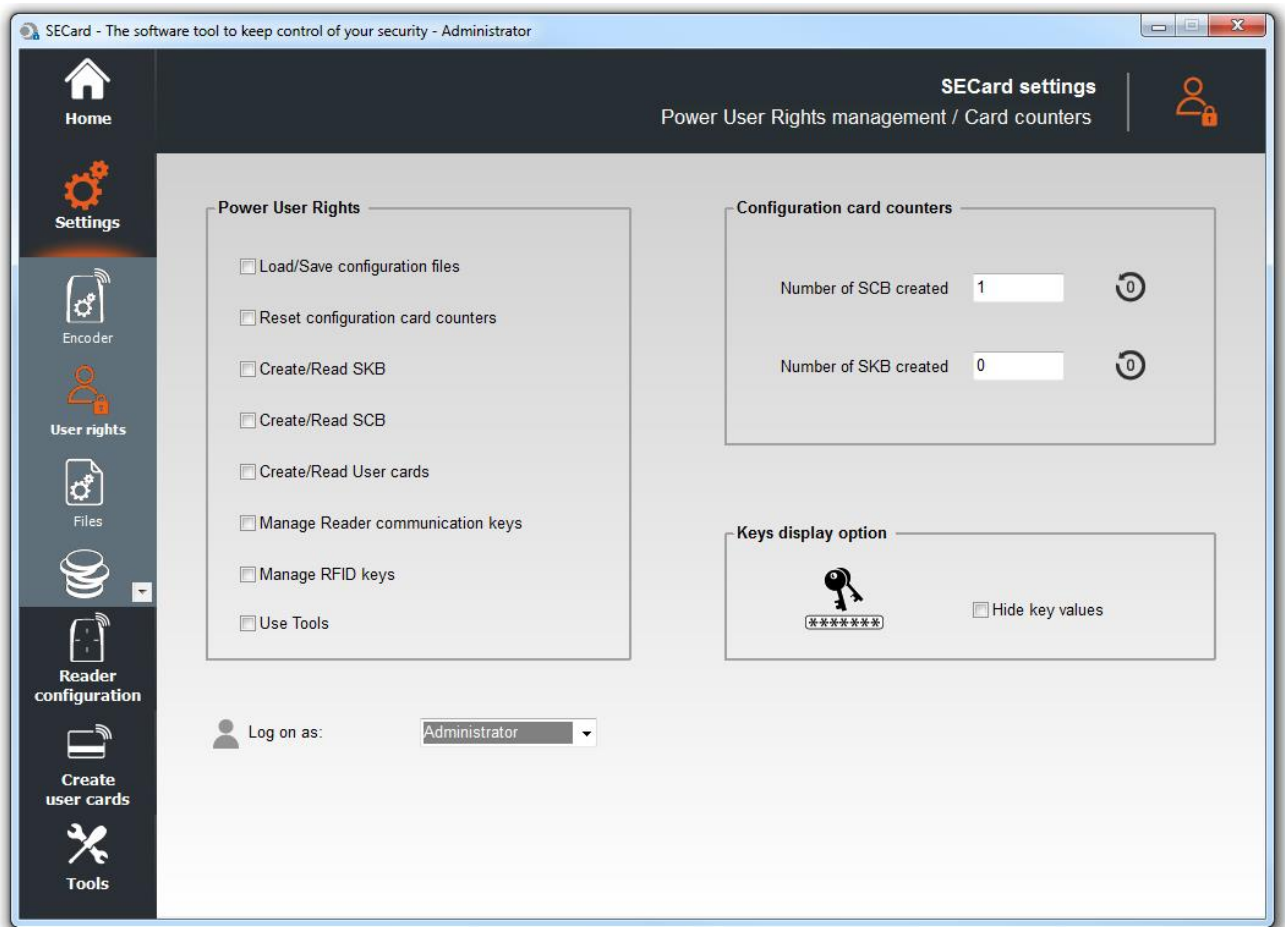 SECard - The software tool to keep control of your security - Administrator
Home
SECard settings
Power User Rights management / Card counters
Settings
Encoder
User rights
Files
Reader
configuration
Create
user cards
Tools
Power User Rights
Load/Save configuration files
Reset configuration card counters
Create/Read SKB
Create/Read SCB
Create/Read User cards
Manage Reader communication keys
Manage RFID keys
Use Tools
Log on as: Administrator
Configuration card counters
Number of SCB created 1 0
Number of SKB created 0 0
Keys display option
******* Hide key values